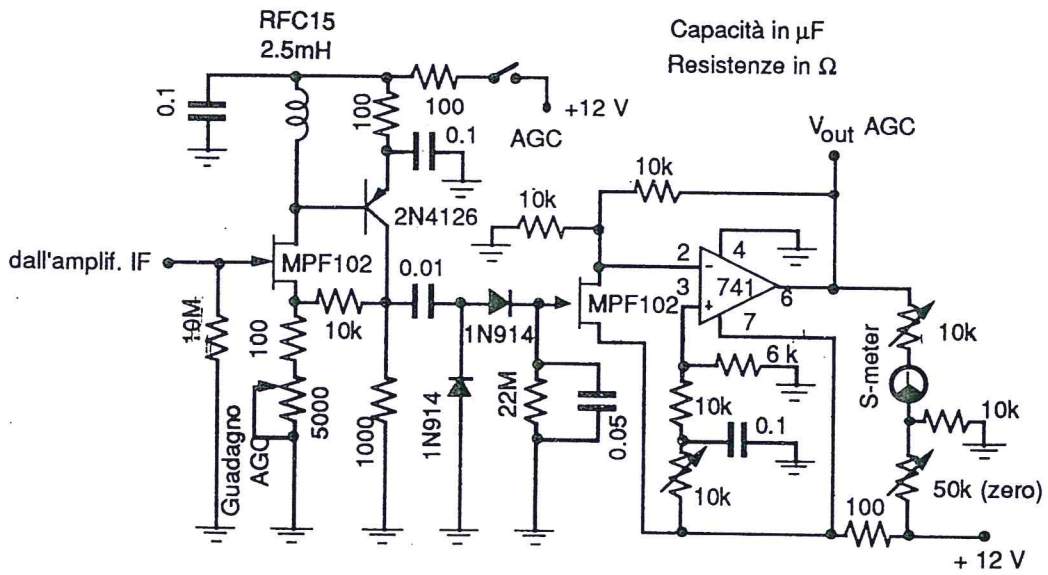 RFC15
2.5mH
Capacità in µF
Resistenze in Ω
0.1
100
100
+12 V
AGC
0.1
Vout AGC
10k
10k
2N4126
dall'amplif. IF
MPF102
0.01
2
4
741
3
6
7
MPF102
10k
10M
100
10k
1N914
6 k
S-meter
Guadagno
AGC
5000
1000
1N914
22M
0.05
10k
0.1
10k
10k
50k (zero)
100
+ 12 V